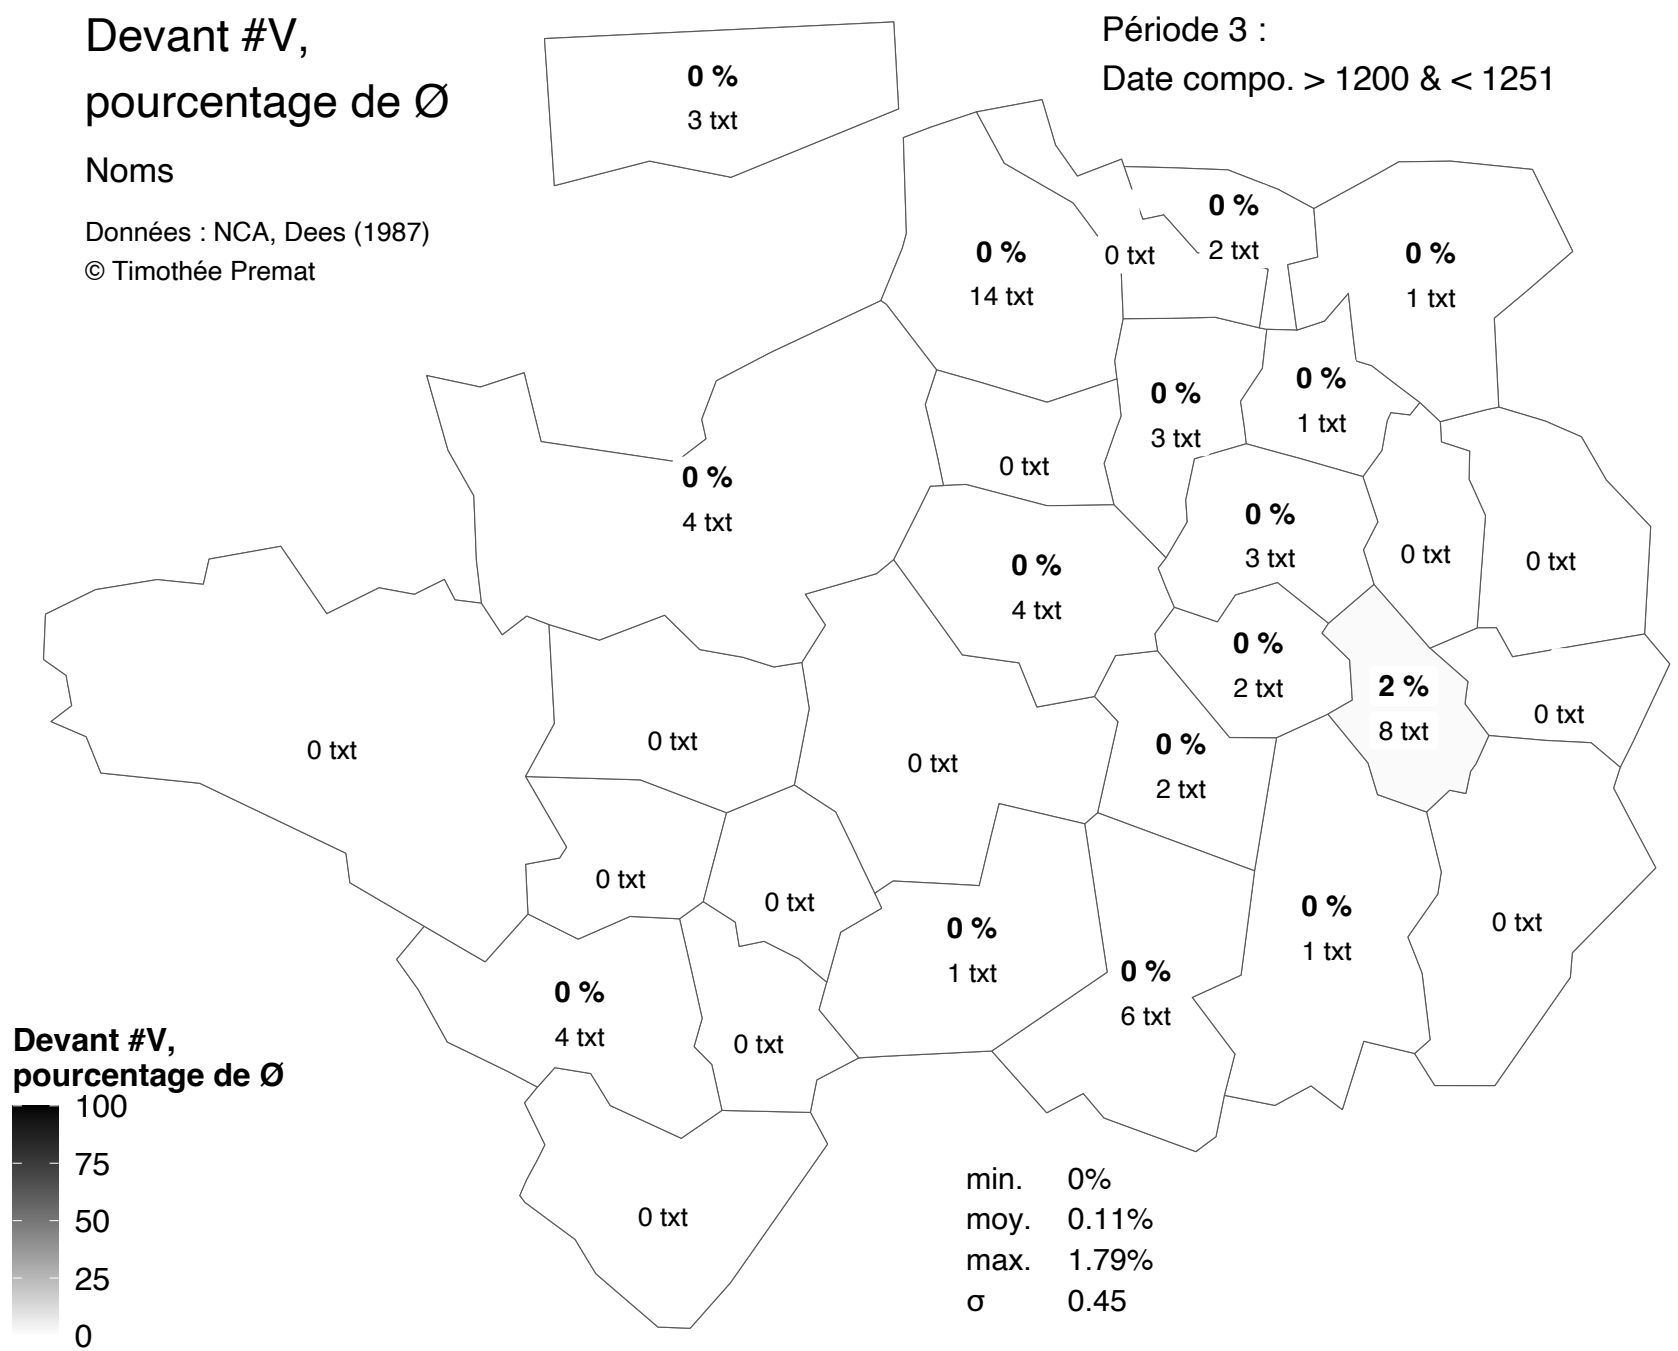 Devant #V,
pourcentage de Ø
Noms
Données : NCA, Dees (1987)
© Timothée Premat
Période 3 :
Date compo. > 1200 & < 1251
0 %
3 txt
0 %
2 txt
0 %
14 txt
0 txt
0 %
1 txt
0 %
3 txt
0 %
1 txt
0 txt
0 %
4 txt
0 %
3 txt
0 txt
0 txt
0 %
4 txt
0 %
2 txt
2 %
8 txt
0 txt
0 txt
0 txt
0 txt
0 %
2 txt
0 txt
0 txt
0 %
1 txt
0 %
6 txt
0 %
1 txt
0 txt
0 %
4 txt
0 txt
0 txt
Devant #V,
pourcentage de Ø
100
75
50
25
0
min. 0%
moy. 0.11%
max. 1.79%
σ 0.45